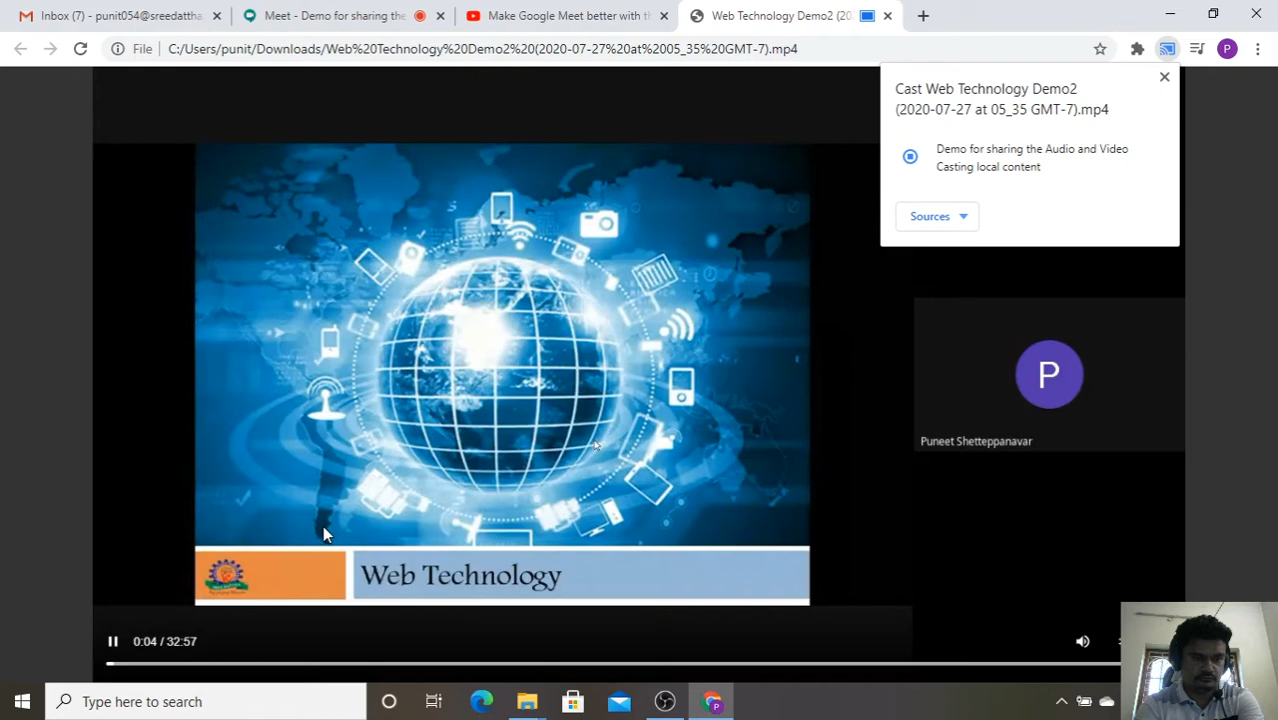 Inbox (7) - punit054@sreedattha.
Meet - Demo for sharing the
Make Google Meet better with th
Web Technology Demo2 (20
File
C:/Users/punit/Downloads/Web%20Technology%20Demo2%20(2020-07-27%20at%2005_35%20GMT-7).mp4
P
Cast Web Technology Demo2
(2020-07-27 at 05_35 GMT-7).mp4
Demo for sharing the Audio and Video
Casting local content
Sources
P
Puneet Shetteppanavar
Web Technology
0:04 / 32:57
Type here to search